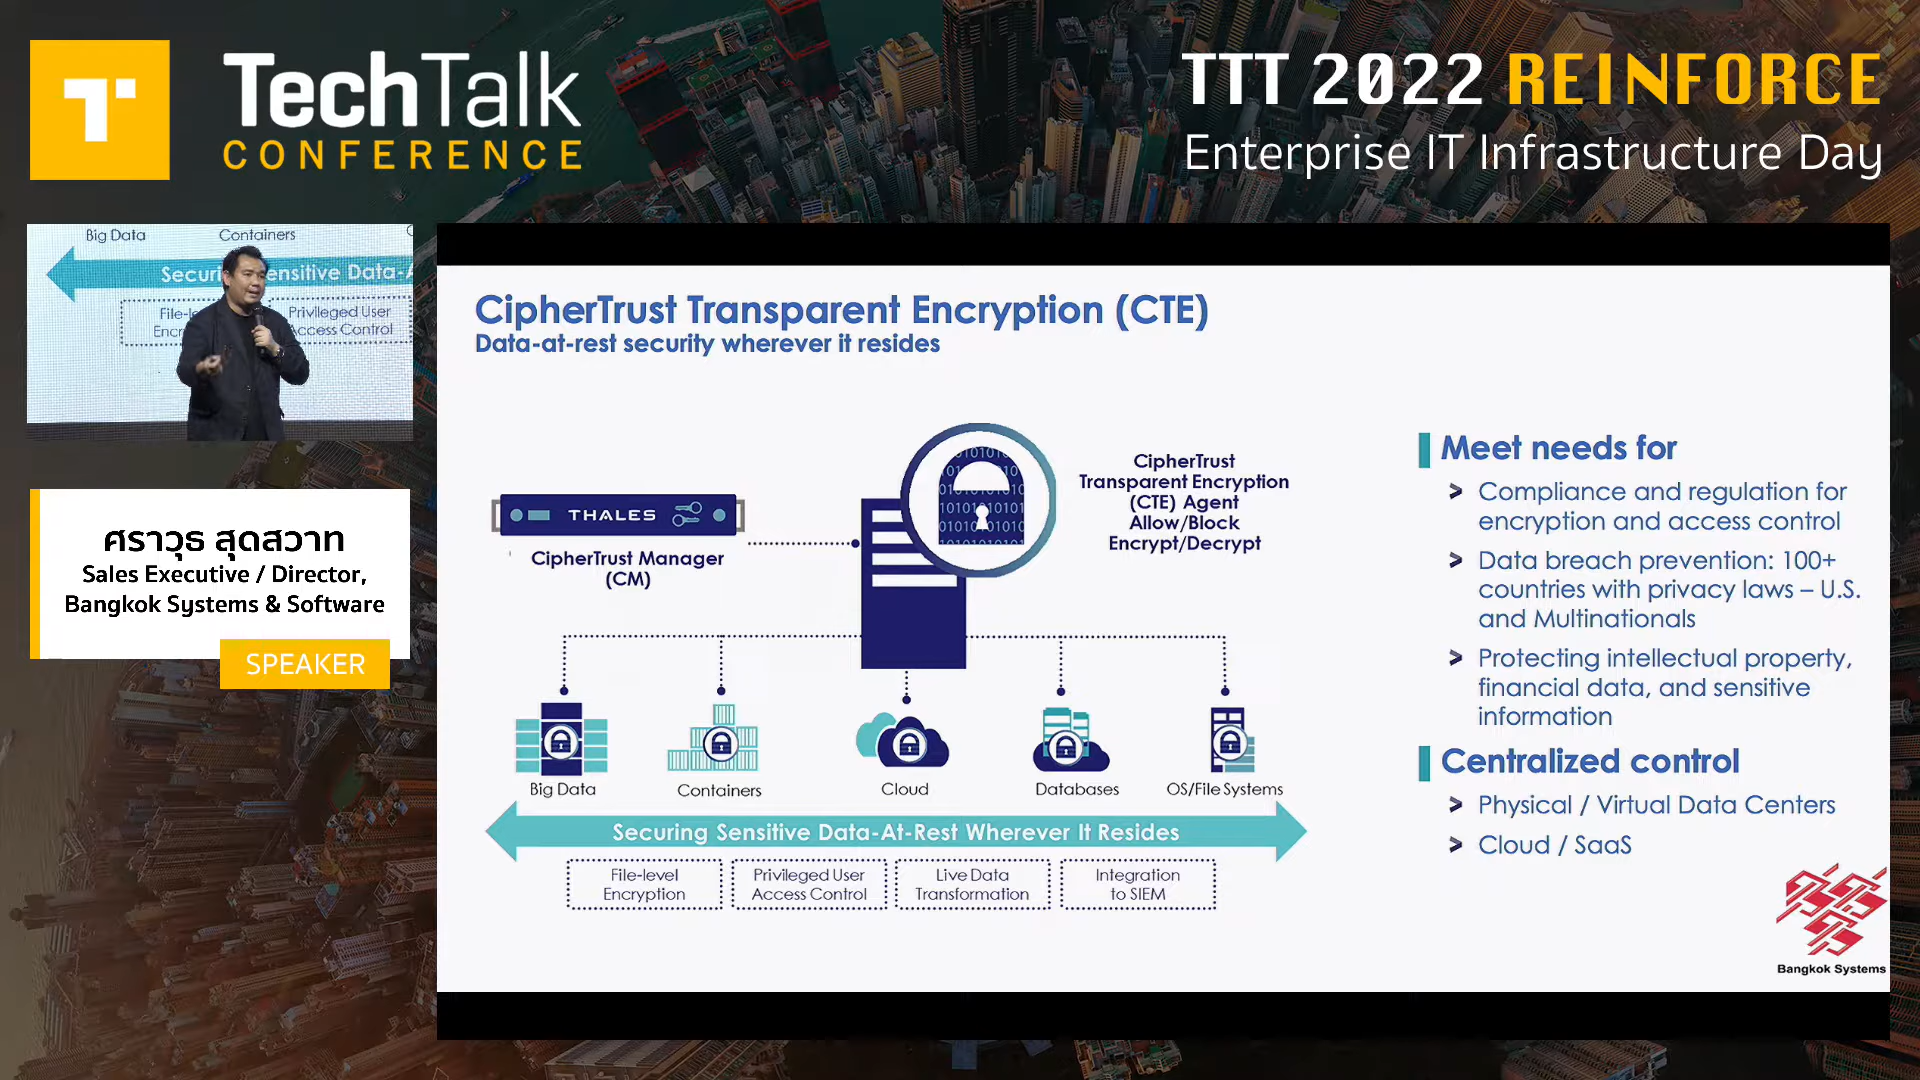 TechTalk
CONFERENCE
TTT 2022 REINFORCE
Enterprise IT Infrastructure Day
Big Data
Containers
Privileged User
Access Control
ศราวุธ สุดสวาท
Sales Executive / Director,
Bangkok Systems & Software
SPEAKER
CipherTrust Transparent Encryption (CTE)
Data-at-rest security wherever it resides
THALES
CipherTrust Manager
(CM)
CipherTrust
Transparent Encryption
(CTE) Agent
Allow/Block
Encrypt/Decrypt
Big Data
Containers
Cloud
Databases
OS/File Systems
Securing Sensitive Data-At-Rest Wherever It Resides
File-level
Encryption
Privileged User
Access Control
Live Data
Transformation
Integration
to SIEM
Meet needs for
> Compliance and regulation for
encryption and access control
> Data breach prevention: 100+
countries with privacy laws – U.S.
and Multinationals
> Protecting intellectual property,
financial data, and sensitive
information
Centralized control
> Physical / Virtual Data Centers
> Cloud / SaaS
Bangkok Systems